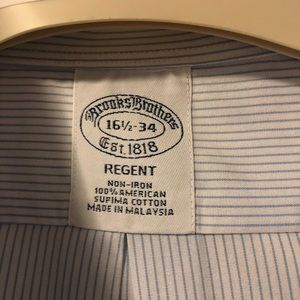 Brooks Brothers
16½-34
Est. 1818
REGENT
NON-IRON
100% AMERICAN
SUPIMA COTTON
MADE IN MALAYSIA